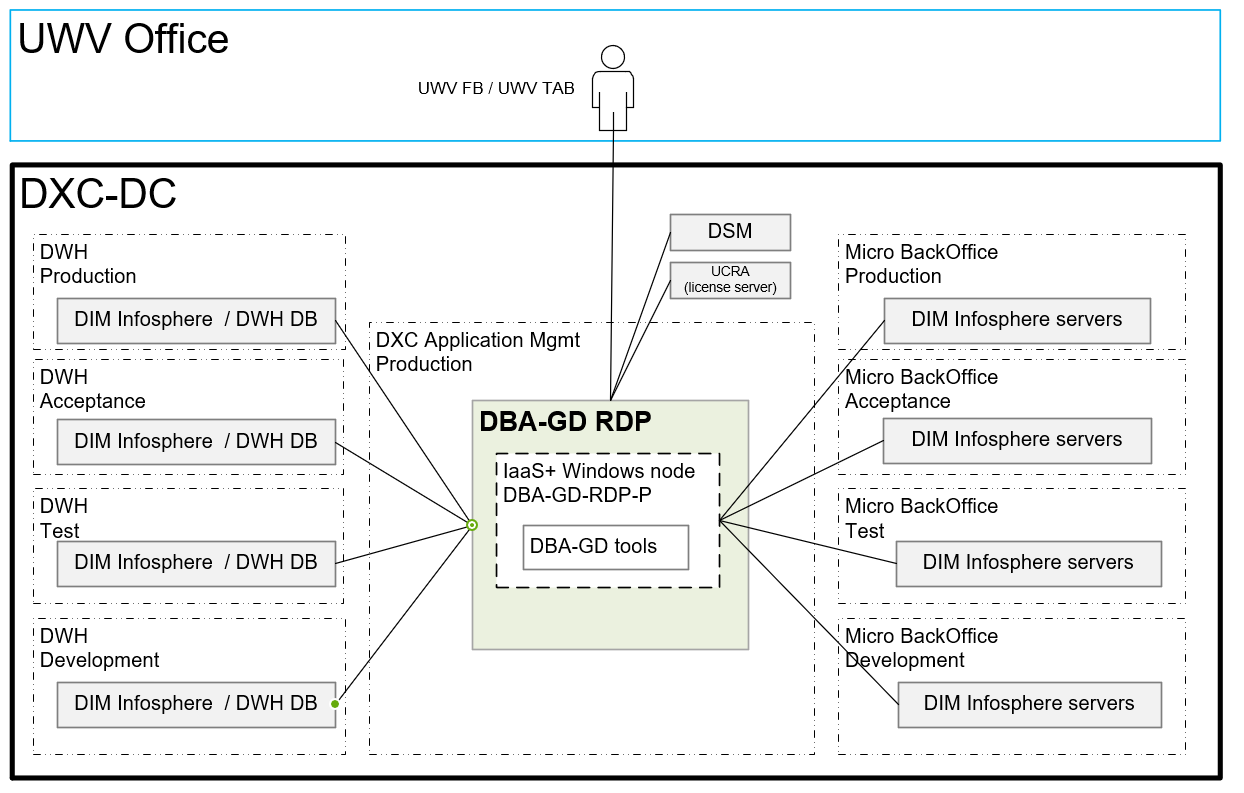 UWV Office
UWV FB / UWV TAB
DXC-DC
DSM
UCRA
(license server)
DWH
Production
DIM Infosphere  / DWH DB
DWH
Acceptance
DIM Infosphere  / DWH DB
DWH
Test
DIM Infosphere  / DWH DB
DWH
Development
DIM Infosphere  / DWH DB
DXC Application Mgmt
Production
DBA-GD RDP
IaaS+ Windows node
DBA-GD-RDP-P
DBA-GD tools
Micro BackOffice
Production
DIM Infosphere servers
Micro BackOffice
Acceptance
DIM Infosphere servers
Micro BackOffice
Test
DIM Infosphere servers
Micro BackOffice
Development
DIM Infosphere servers